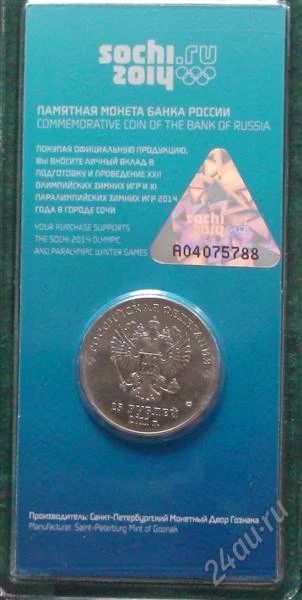 sochi.ru
2014
ПАМЯТНАЯ МОНЕТА БАНКА РОССИИ
COMMEMORATIVE COIN OF THE BANK OF RUSSIA
ПОКУПАЯ ОФИЦИАЛЬНУЮ ПРОДУКЦИЮ,
ВЫ ВНОСИТЕ ЛИЧНЫЙ ВКЛАД В
ПОДГОТОВКУ И ПРОВЕДЕНИЕ XXII
ОЛИМПИЙСКИХ ЗИМНИХ ИГР И XI
ПАРАЛИМПИЙСКИХ ЗИМНИХ ИГР 2014
ГОДА В ГОРОДЕ СОЧИ
YOUR PURCHASE SUPPORTS
THE SOCHI 2014 OLYMPIC
AND PARALYMPIC WINTER GAMES
sochi
2014
A04075788
РОССИЙСКАЯ ФЕДЕРАЦИЯ
25 РУБЛЕЙ
2011 г.
Производитель: Санкт-Петербургский Монетный Двор Гознака
Manufacturer: Saint-Peterburg Mint of Goznak
24au.ru